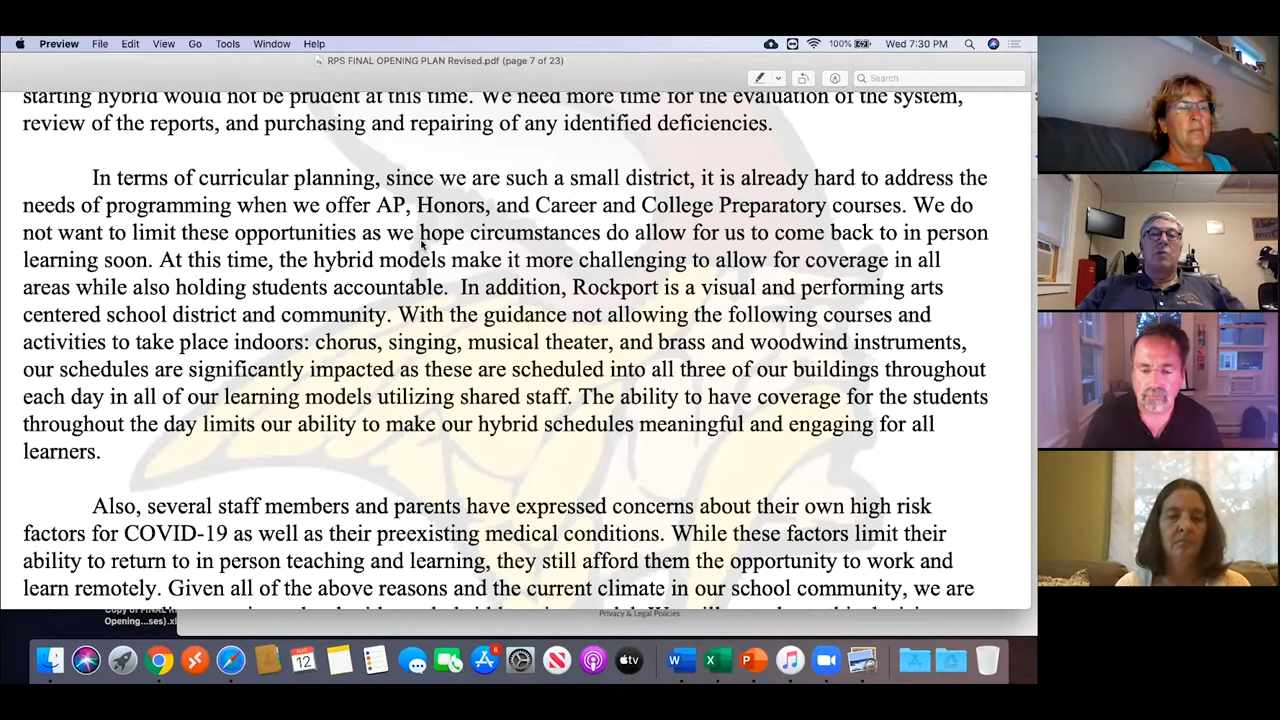 Preview File Edit View Go Tools Window Help 100% Wed 7:30 PM
RPS FINAL OPENING PLAN Revised.pdf (page 7 of 23)
Search
starting hybrid would not be prudent at this time. We need more time for the evaluation of the system,
review of the reports, and purchasing and repairing of any identified deficiencies.
In terms of curricular planning, since we are such a small district, it is already hard to address the
needs of programming when we offer AP, Honors, and Career and College Preparatory courses. We do
not want to limit these opportunities as we hope circumstances do allow for us to come back to in person
learning soon. At this time, the hybrid models make it more challenging to allow for coverage in all
areas while also holding students accountable. In addition, Rockport is a visual and performing arts
centered school district and community. With the guidance not allowing the following courses and
activities to take place indoors: chorus, singing, musical theater, and brass and woodwind instruments,
our schedules are significantly impacted as these are scheduled into all three of our buildings throughout
each day in all of our learning models utilizing shared staff. The ability to have coverage for the students
throughout the day limits our ability to make our hybrid schedules meaningful and engaging for all
learners.
Also, several staff members and parents have expressed concerns about their own high risk
factors for COVID-19 as well as their preexisting medical conditions. While these factors limit their
ability to return to in person teaching and learning, they still afford them the opportunity to work and
learn remotely. Given all of the above reasons and the current climate in our school community, we are
Opening...ses).xl
Privacy & Legal Policies
AUG
12
6
tv
W
X
P